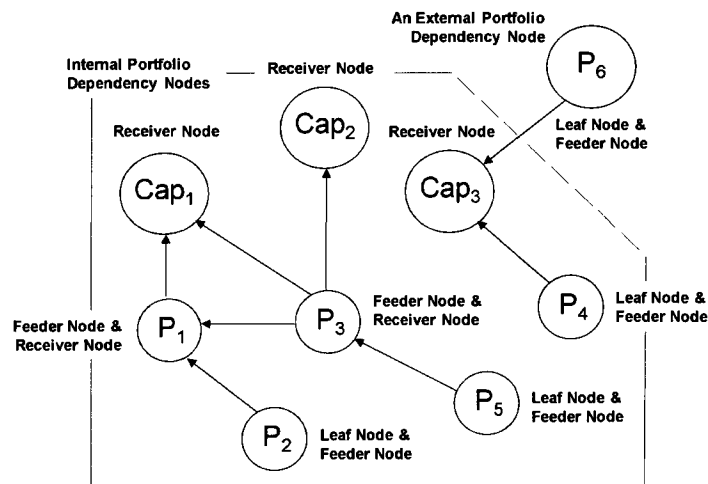 An External Portfolio
Dependency Node
P6
Leaf Node &
Feeder Node
Internal Portfolio
Dependency Nodes
Receiver Node
Cap2
Receiver Node
Cap1
Receiver Node
Cap3
Feeder Node &
Receiver Node
P1
P3
Feeder Node &
Receiver Node
P4
Leaf Node &
Feeder Node
P2
Leaf Node &
Feeder Node
P5
Leaf Node &
Feeder Node